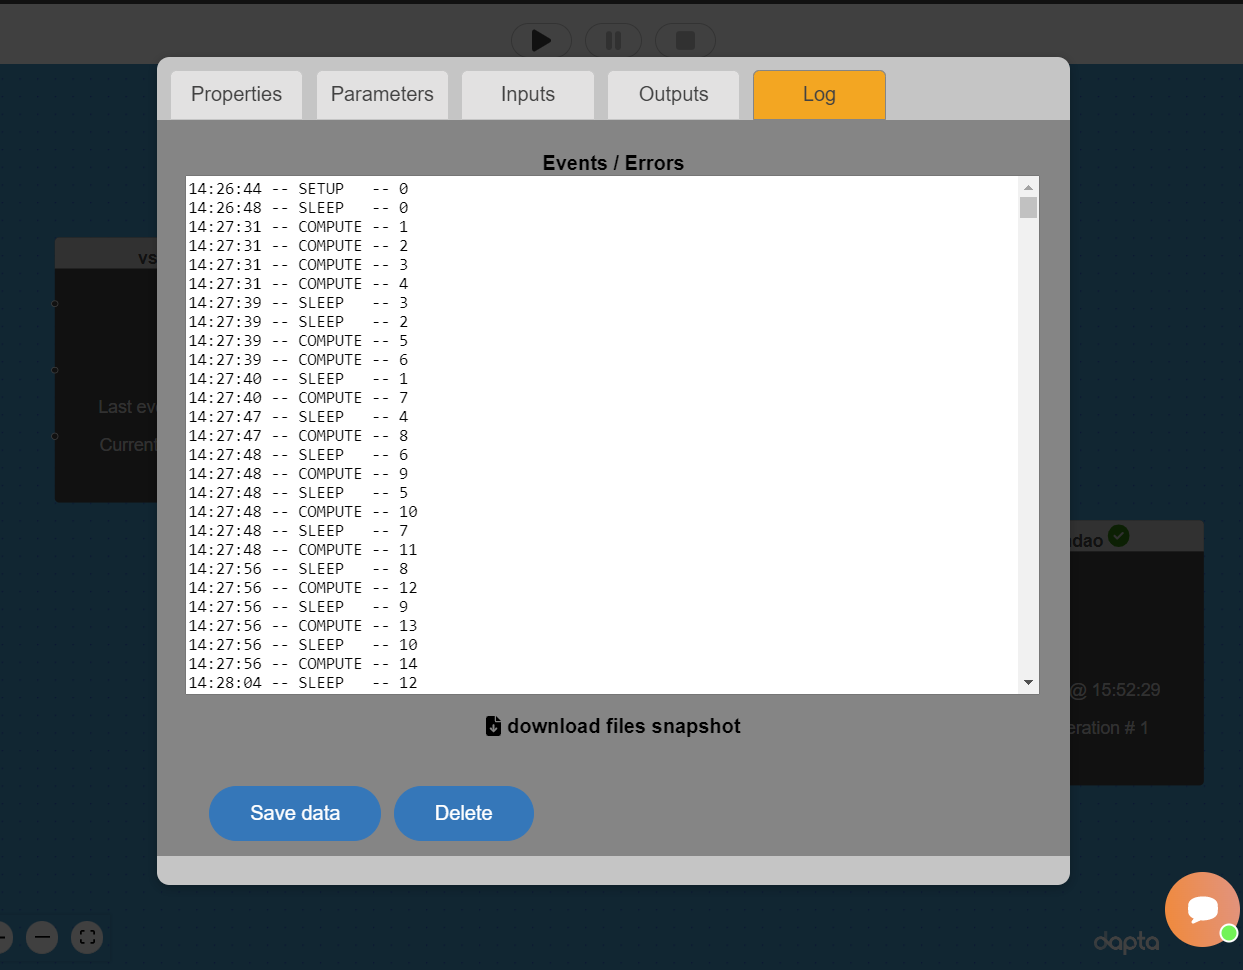 Properties
Parameters
Inputs
Outputs
Log
Events / Errors
14:26:44 -- SETUP   -- 0
14:26:48 -- SLEEP   -- 0
14:27:31 -- COMPUTE -- 1
14:27:31 -- COMPUTE -- 2
14:27:31 -- COMPUTE -- 3
14:27:31 -- COMPUTE -- 4
14:27:39 -- SLEEP   -- 3
14:27:39 -- SLEEP   -- 2
14:27:39 -- COMPUTE -- 5
14:27:39 -- COMPUTE -- 6
14:27:40 -- SLEEP   -- 1
14:27:40 -- COMPUTE -- 7
14:27:47 -- SLEEP   -- 4
14:27:47 -- COMPUTE -- 8
14:27:48 -- SLEEP   -- 6
14:27:48 -- COMPUTE -- 9
14:27:48 -- SLEEP   -- 5
14:27:48 -- COMPUTE -- 10
14:27:48 -- SLEEP   -- 7
14:27:48 -- COMPUTE -- 11
14:27:56 -- SLEEP   -- 8
14:27:56 -- COMPUTE -- 12
14:27:56 -- SLEEP   -- 9
14:27:56 -- COMPUTE -- 13
14:27:56 -- SLEEP   -- 10
14:27:56 -- COMPUTE -- 14
14:28:04 -- SLEEP   -- 12
download files snapshot
Save data
Delete
vs
Last ev
Current
dao
@ 15:52:29
eration # 1
dapta